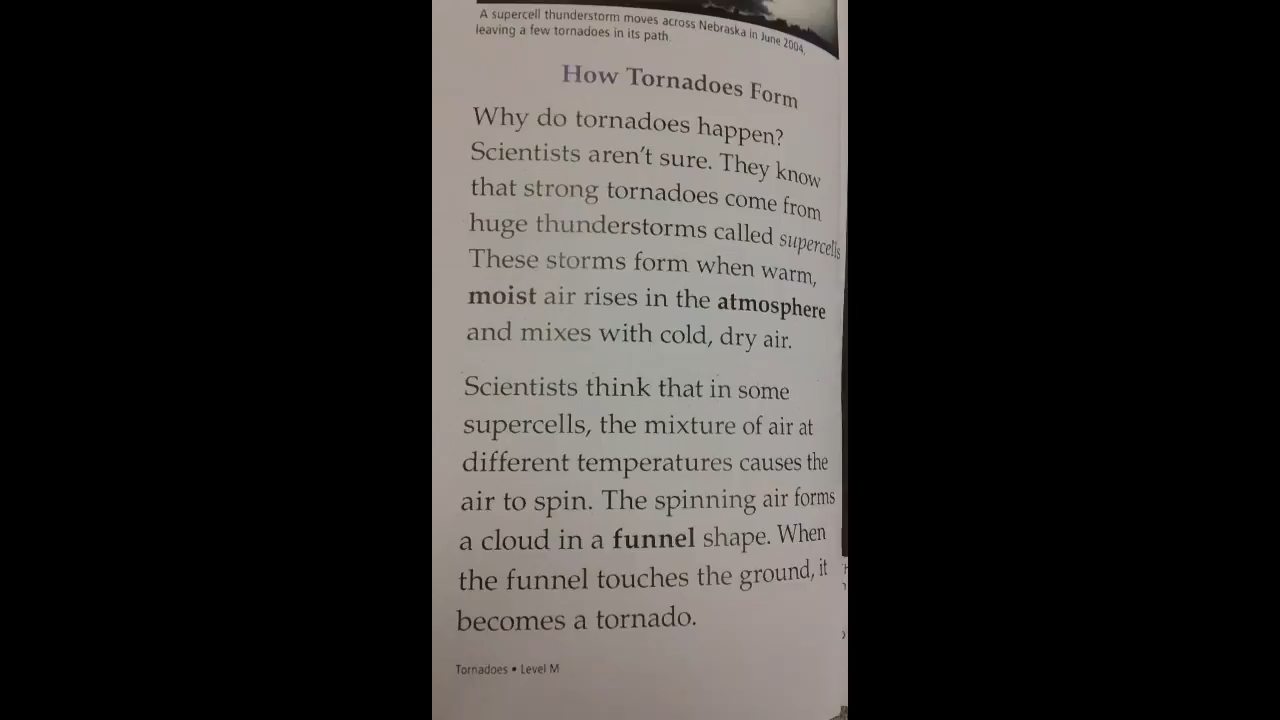 A supercell thunderstorm moves across Nebraska in June 2004,
leaving a few tornadoes in its path.
How Tornadoes Form
Why do tornadoes happen?
Scientists aren't sure. They know
that strong tornadoes come from
huge thunderstorms called supercells
These storms form when warm,
moist air rises in the atmosphere
and mixes with cold, dry air.
Scientists think that in some
supercells, the mixture of air at
different temperatures causes the
air to spin. The spinning air forms
a cloud in a funnel shape. When
the funnel touches the ground, it
becomes a tornado.
Tornadoes • Level M